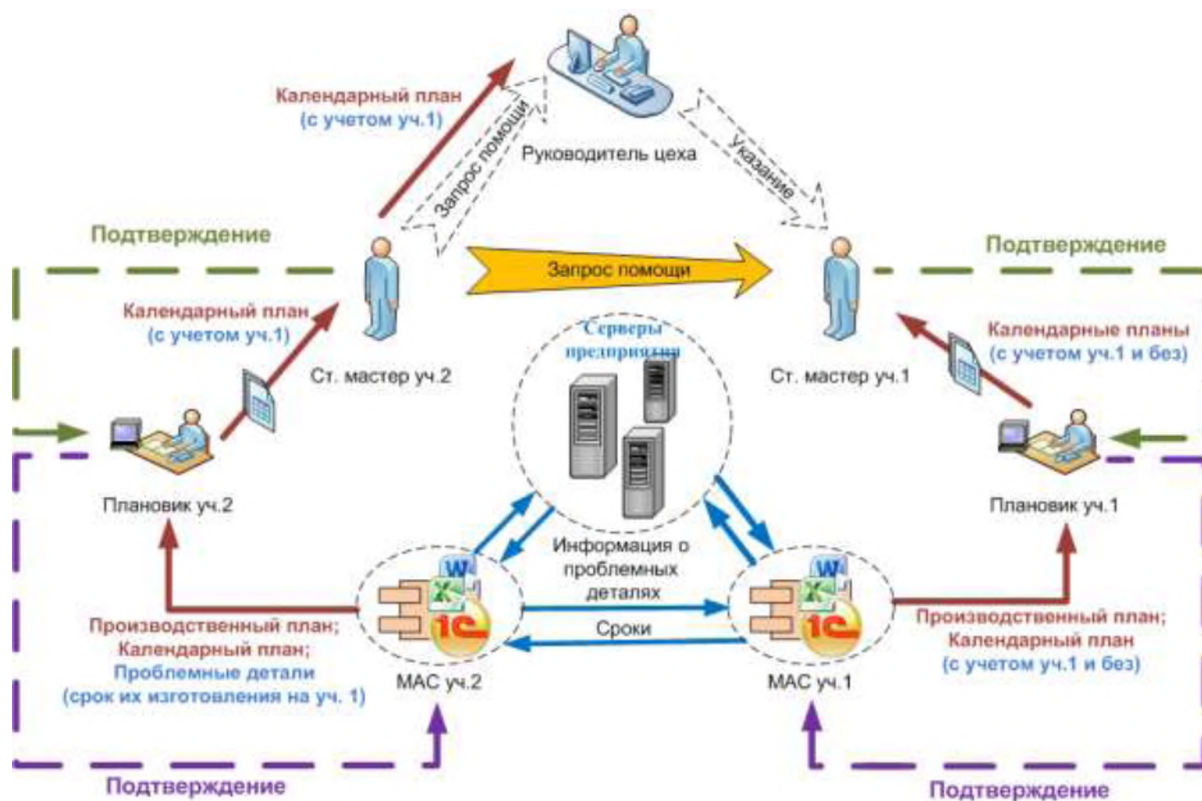 Календарный план
(с учетом уч.1)
Запрос помощи
Руководитель цеха
Указание
Подтверждение
Подтверждение
Запрос помощи
Календарный план
(с учетом уч.1)
Календарные планы
(с учетом уч.1 и без)
Серверы
предприятия
Ст. мастер уч.2
Ст. мастер уч.1
Плановик уч.2
Плановик уч.1
Информация о
проблемных
деталях
W
X
1С
W
X
1С
Сроки
Производственный план;
Календарный план;
Проблемные детали
(срок их изготовления на уч. 1)
Производственный план;
Календарный план
(с учетом уч.1 и без)
МАС уч.2
МАС уч.1
Подтверждение
Подтверждение